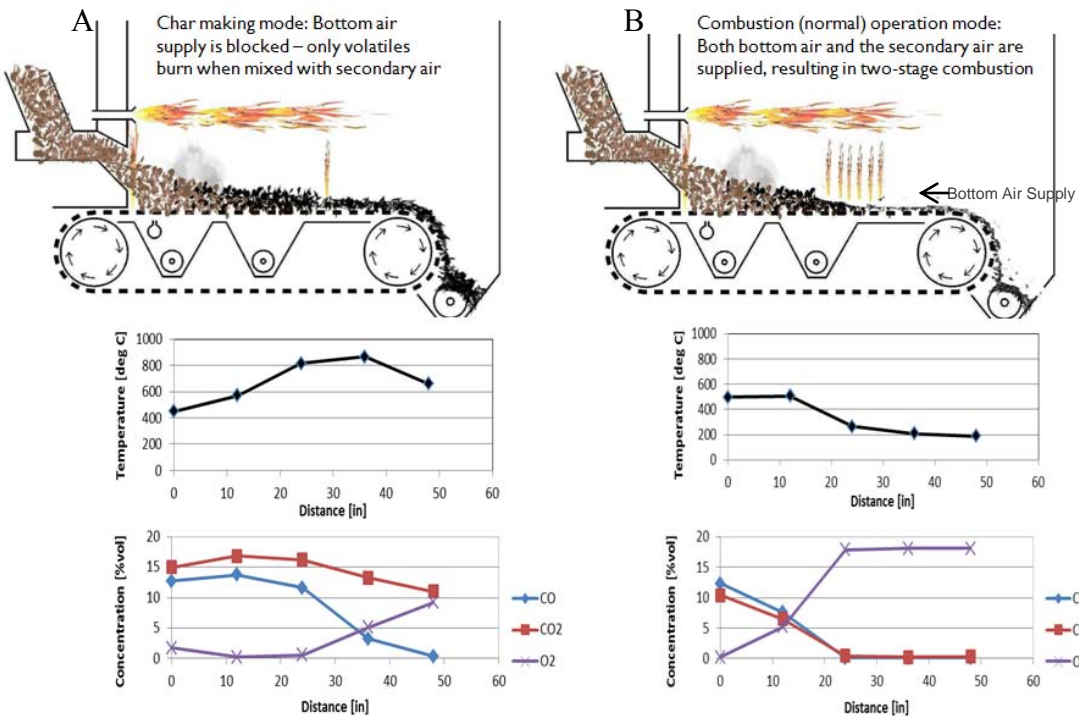 A
Char making mode: Bottom air
supply is blocked – only volatiles
burn when mixed with secondary air
B
Combustion (normal) operation mode:
Both bottom air and the secondary air are
supplied, resulting in two-stage combustion
Bottom Air Supply
Temperature [deg C]
1000
800
600
400
200
0
0 10 20 30 40 50 60
Distance [in]
Temperature [deg C]
1000
800
600
400
200
0
0 10 20 30 40 50 60
Distance [in]
Concentration [%vol]
20
15
10
5
0
0 10 20 30 40 50 60
Distance [in]
CO
CO2
O2
Concentration [%vol]
20
15
10
5
0
0 10 20 30 40 50 60
Distance [in]